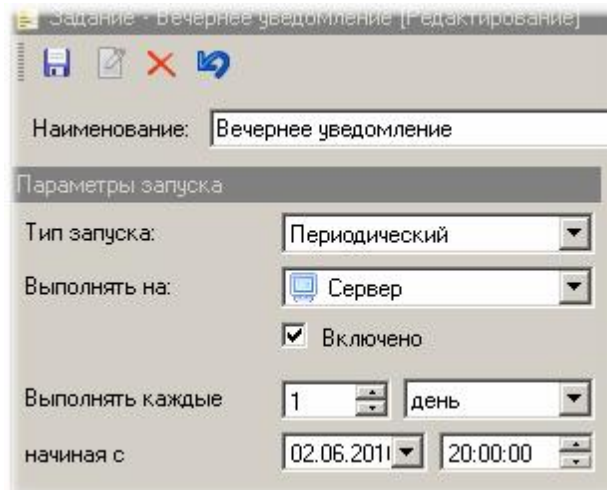 Задание - Вечернее уведомление [Редактирование]
Наименование: Вечернее уведомление
Параметры запуска
Тип запуска: Периодический
Выполнять на: Сервер
Включено
Выполнять каждые 1 день
начиная с 02.06.201 20:00:00